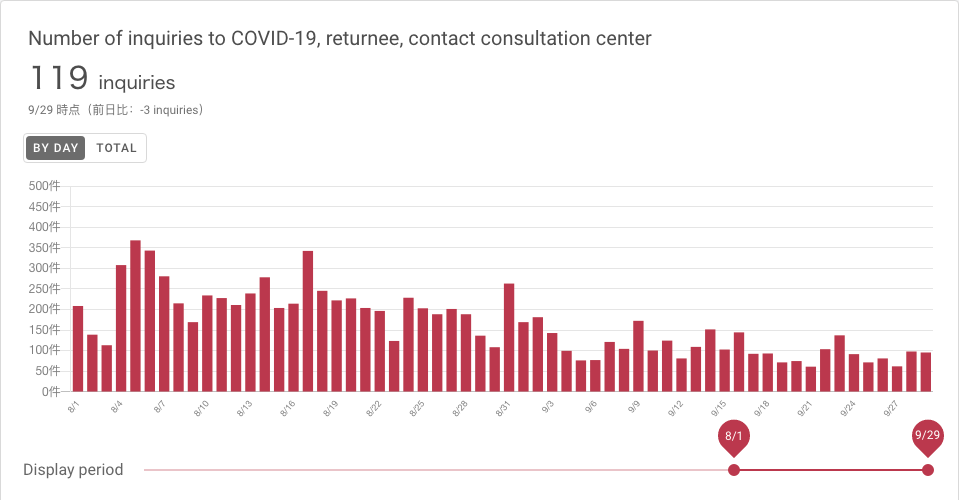 Number of inquiries to COVID-19, returnee, contact consultation center
119 inquiries
9/29 時点（前日比：-3 inquiries）
BY DAY TOTAL
500件
450件
400件
350件
300件
250件
200件
150件
100件
50件
0件
8/1 8/4 8/7 8/10 8/13 8/16 8/19 8/22 8/25 8/28 8/31 9/3 9/6 9/9 9/12 9/15 9/18 9/21 9/24 9/27
8/1 9/29
Display period